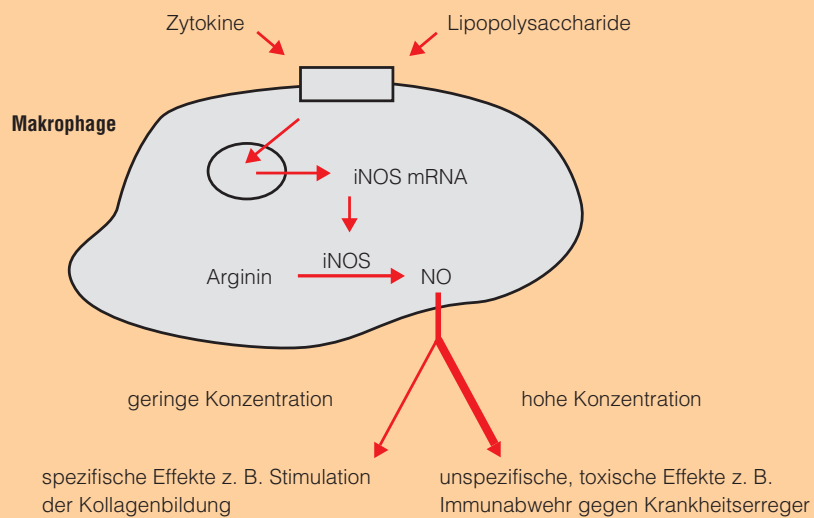 Zytokine
Lipopolysaccharide
Makrophage
iNOS mRNA
iNOS
Arginin
NO
geringe Konzentration
hohe Konzentration
spezifische Effekte z. B. Stimulation
der Kollagenbildung
unspezifische, toxische Effekte z. B.
Immunabwehr gegen Krankheitserreger